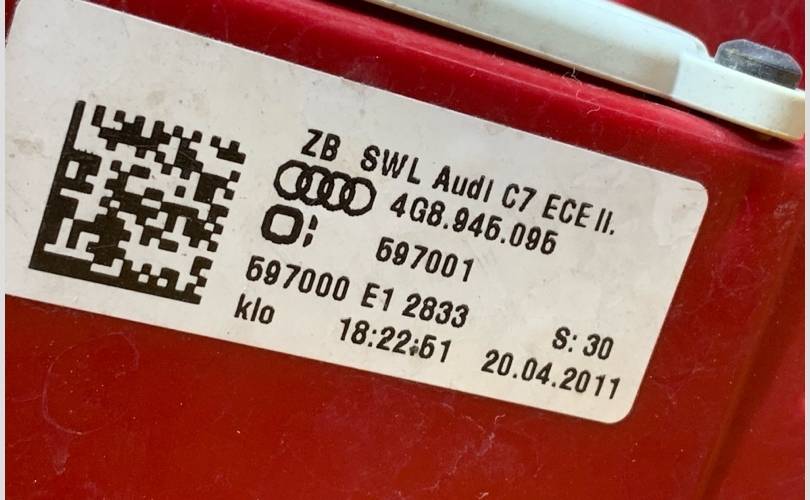 ZB SWL Audi C7 ECE II.
4G8.945.095
597001
597000 E1 2833
S: 30
klo 18:22:51 20.04.2011